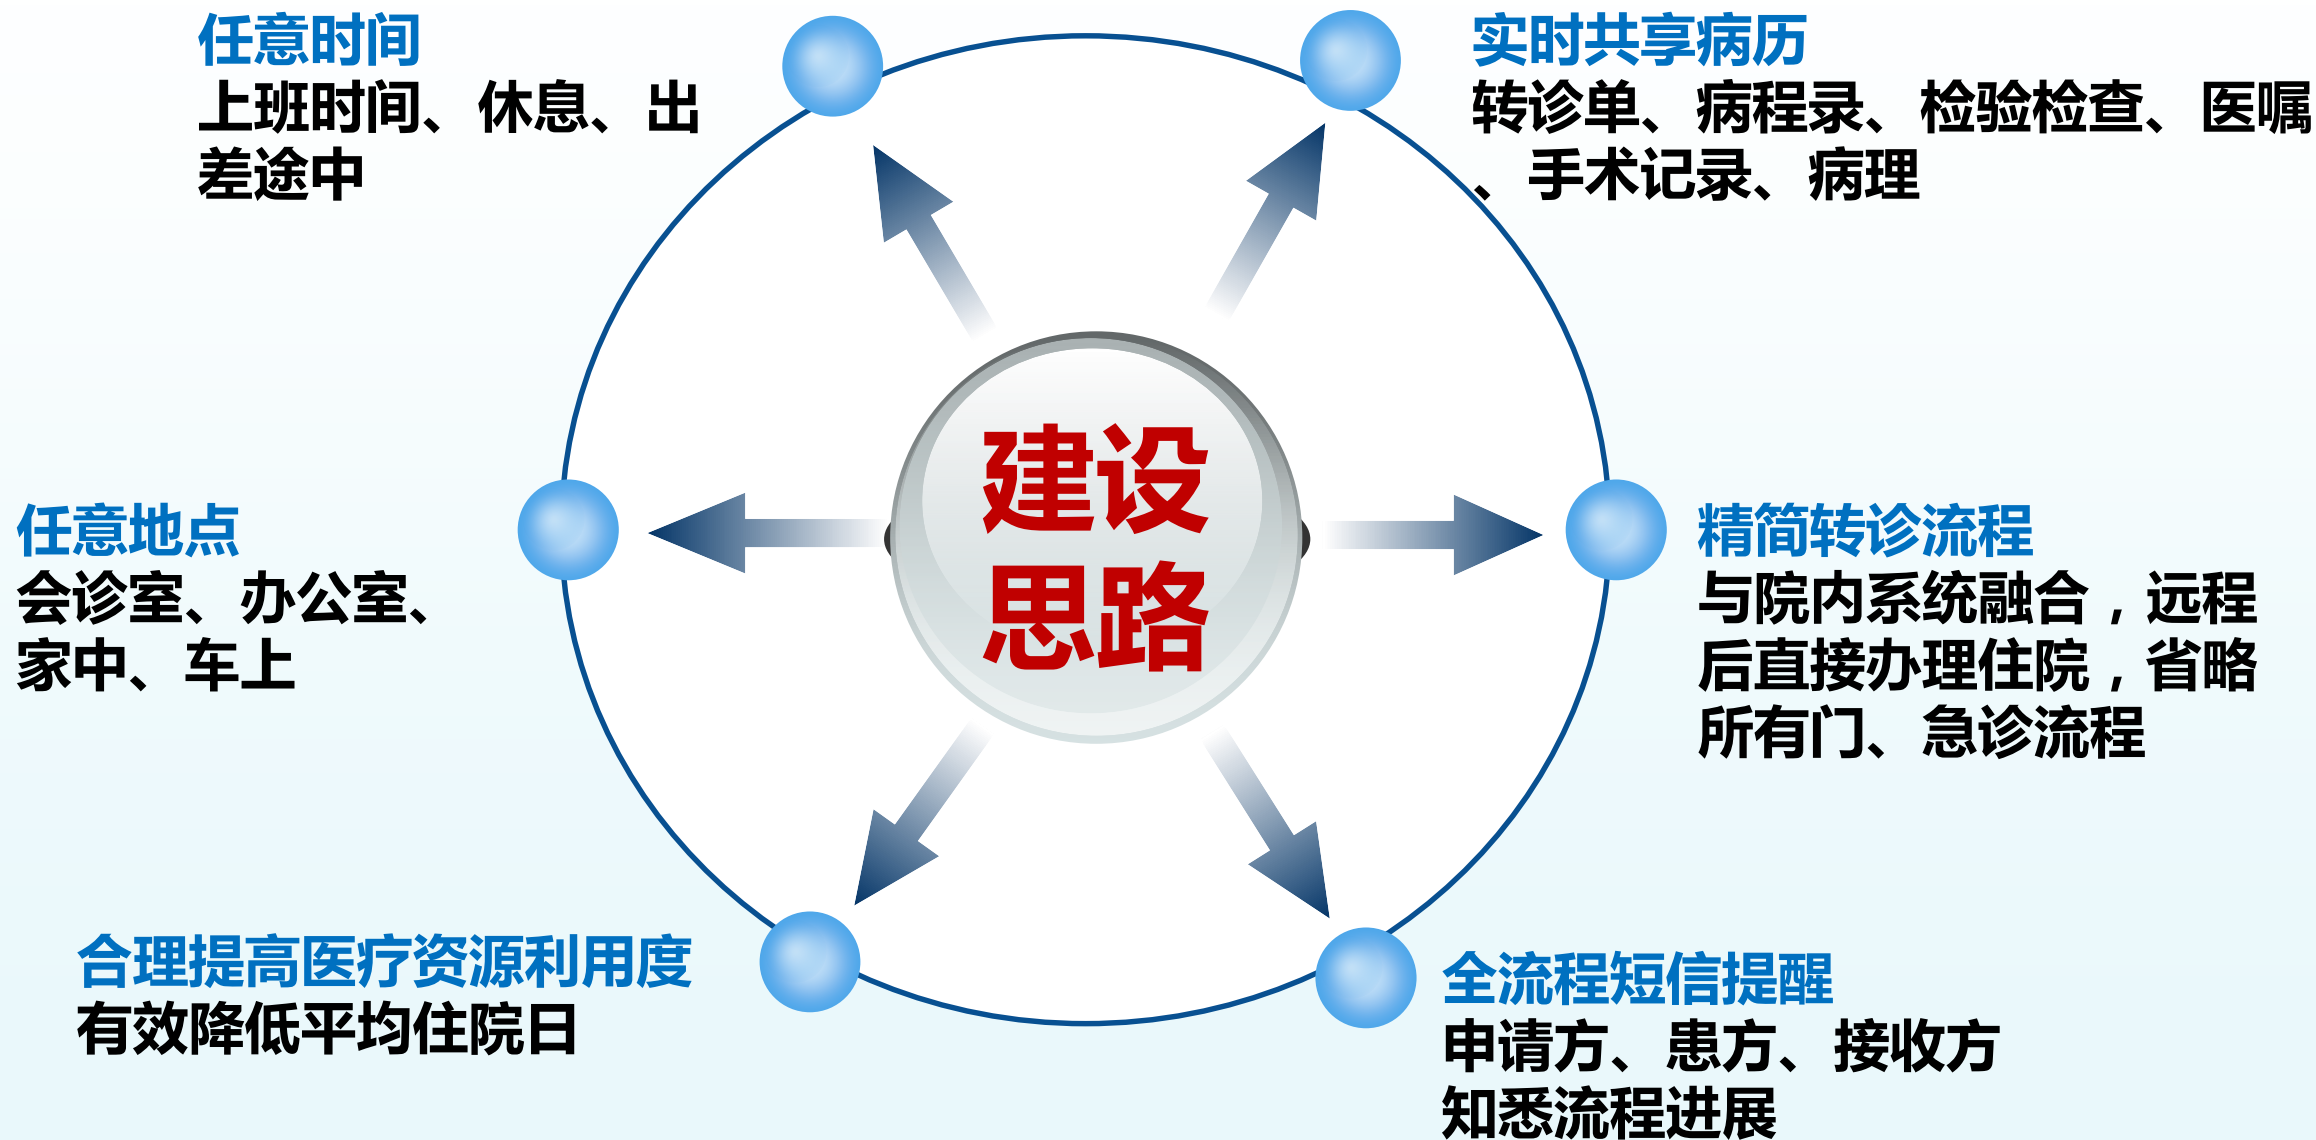 任意时间
上班时间、休息、出
差途中
实时共享病历
转诊单、病程录、检验检查、医嘱
、手术记录、病理
建设
思路
任意地点
会诊室、办公室、
家中、车上
精简转诊流程
与院内系统融合，远程
后直接办理住院，省略
所有门、急诊流程
合理提高医疗资源利用度
有效降低平均住院日
全流程短信提醒
申请方、患方、接收方
知悉流程进展